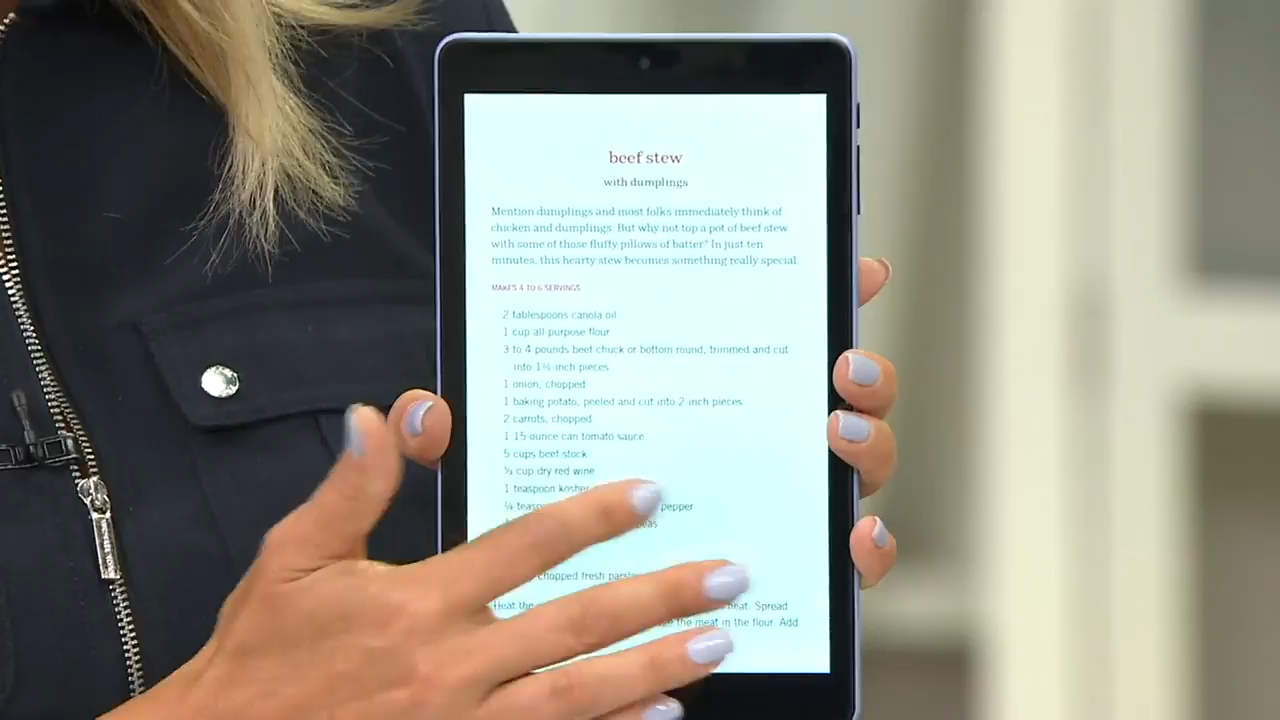 beef stew
with dumplings
Mention dumplings and most folks immediately think of
chicken and dumplings. But why not top a pot of beef stew
with some of those fluffy pillows of batter? In just ten
minutes, this hearty stew becomes something really special.
MAKES 4 TO 6 SERVINGS
2 tablespoons canola oil
1 cup all-purpose flour
3 to 4 pounds beef chuck or bottom round, trimmed and cut
into 1½-inch pieces
1 onion, chopped
1 baking potato, peeled and cut into 2-inch pieces
2 carrots, chopped
1 15-ounce can tomato sauce
5 cups beef stock
cup dry red wine
1 teaspoon kosher
¼ pepper
peas
chopped fresh
Heat the heat. Spread
the meat in the flour. Add